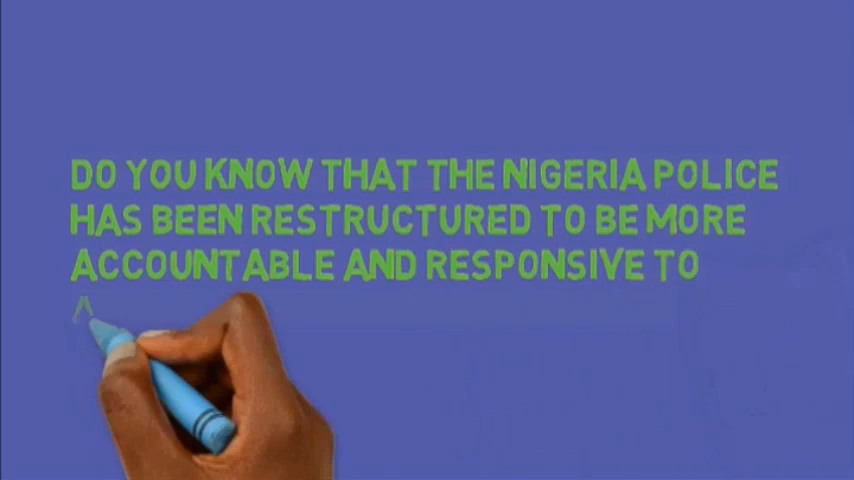 DO YOU KNOW THAT THE NIGERIA POLICE
HAS BEEN RESTRUCTURED TO BE MORE
ACCOUNTABLE AND RESPONSIVE TO